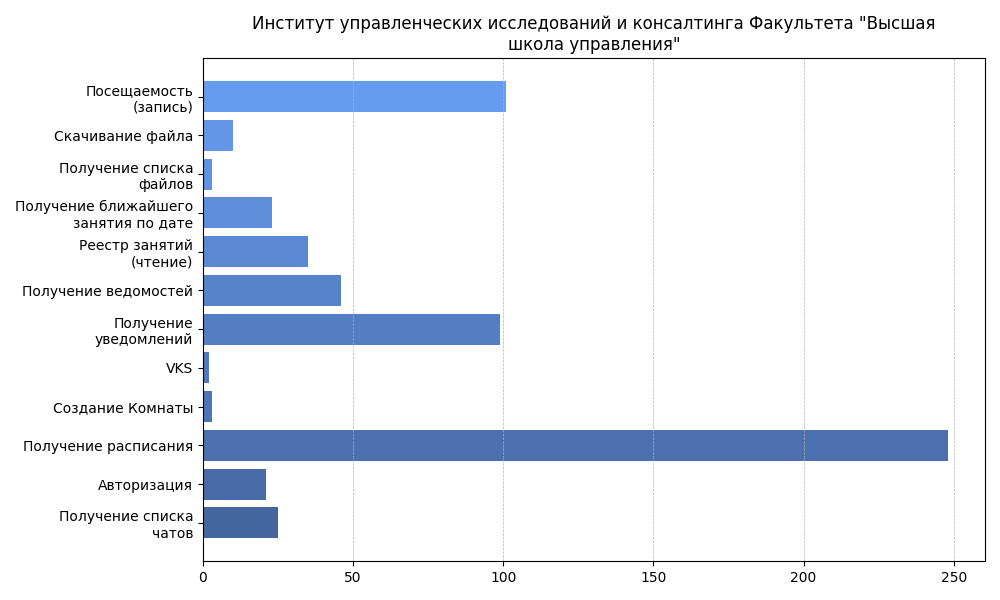 Институт управленческих исследований и консалтинга Факультета "Высшая
школа управления"
Посещаемость
(запись)
Скачивание файла
Получение списка
файлов
Получение ближайшего
занятия по дате
Реестр занятий
(чтение)
Получение ведомостей
Получение
уведомлений
VKS
Создание Комнаты
Получение расписания
Авторизация
Получение списка
чатов
0 50 100 150 200 250